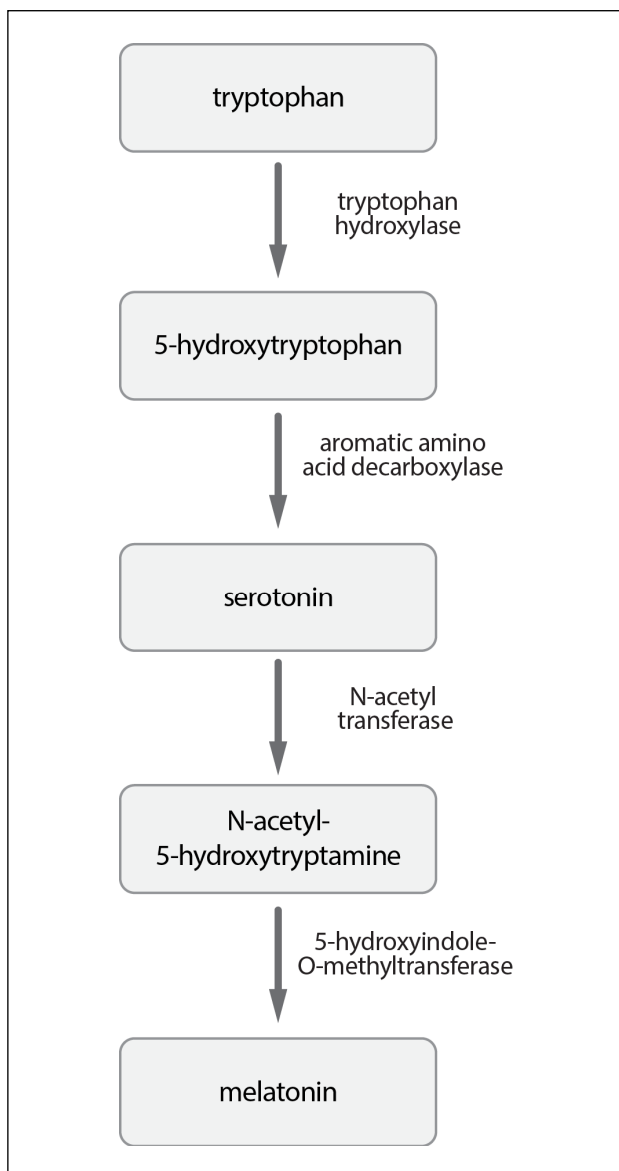 tryptophan
tryptophan
hydroxylase
5-hydroxytryptophan
aromatic amino
acid decarboxylase
serotonin
N-acetyl
transferase
N-acetyl-
5-hydroxytryptamine
5-hydroxyindole-
O-methyltransferase
melatonin